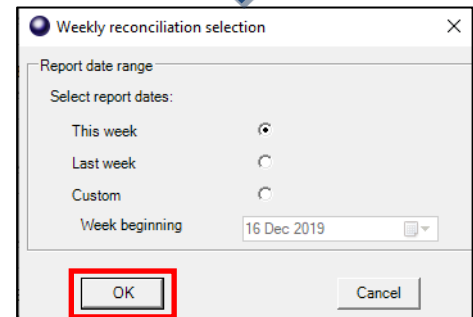 Weekly reconciliation selection
Report date range
Select report dates:
This week
Last week
Custom
Week beginning 16 Dec 2019
OK Cancel